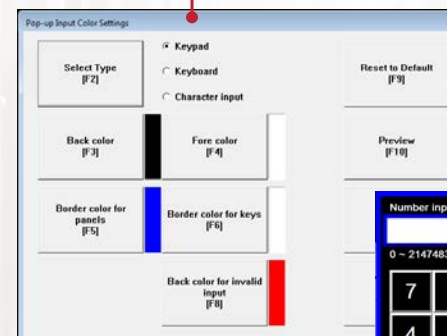 Pop-up Input Color Settings
Select Type
[F2]
Keypad
Keyboard
Character input
Reset to Default
[F9]
Back color
[F3]
Fore color
[F4]
Preview
[F10]
Border color for
panels
[F5]
Border color for keys
[F6]
Back color for invalid
input
[F8]
Number inp
0 ~ 2147483
7
4